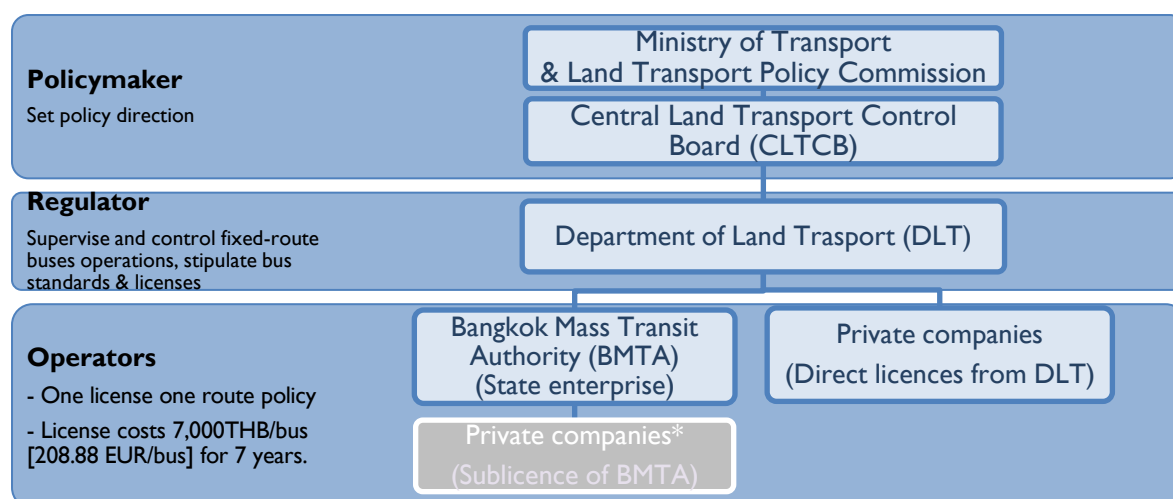 Policymaker
Set policy direction
Ministry of Transport
& Land Transport Policy Commission
Central Land Transport Control
Board (CLTCB)
Regulator
Supervise and control fixed-route
buses operations, stipulate bus
standards & licenses
Department of Land Trasport (DLT)
Operators
- One license one route policy
- License costs 7,000THB/bus
[208.88 EUR/bus] for 7 years.
Bangkok Mass Transit
Authority (BMTA)
(State enterprise)
Private companies*
(Sublicence of BMTA)
Private companies
(Direct licences from DLT)